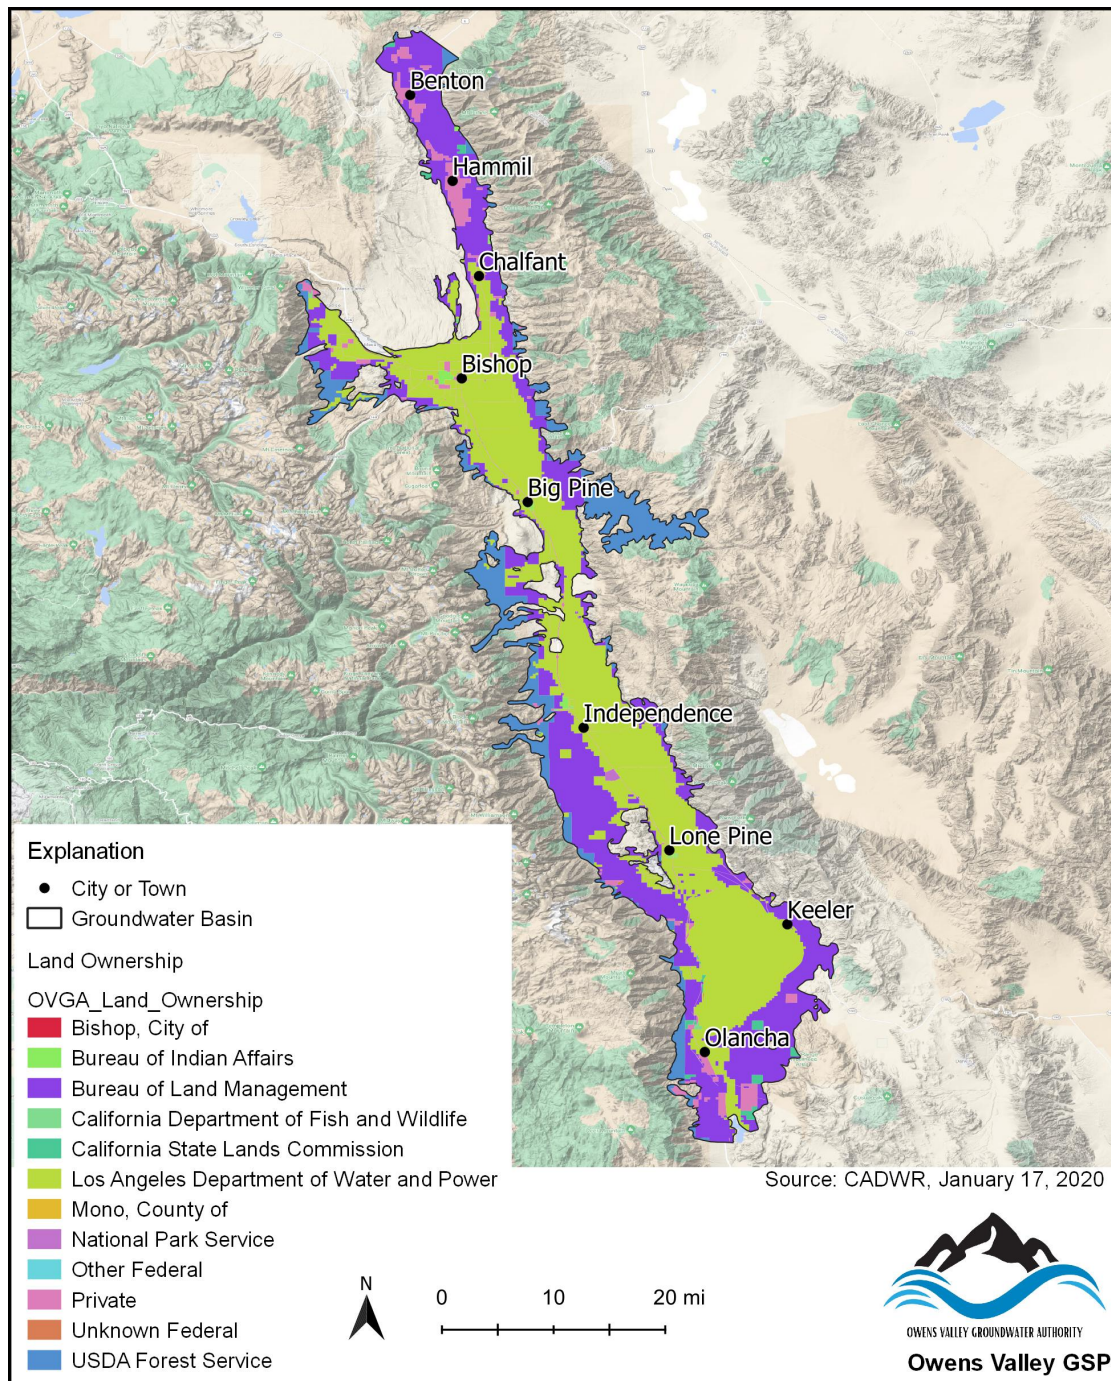 Benton
Hammil
Chalfant
Bishop
Big Pine
Independence
Lone Pine
Keeler
Olancha
Explanation
City or Town
Groundwater Basin
Land Ownership
OVGA_Land_Ownership
Bishop, City of
Bureau of Indian Affairs
Bureau of Land Management
California Department of Fish and Wildlife
California State Lands Commission
Los Angeles Department of Water and Power
Mono, County of
National Park Service
Other Federal
Private
Unknown Federal
USDA Forest Service
N
0 10 20 mi
Source: CADWR, January 17, 2020
OWENS VALLEY GROUNDWATER AUTHORITY
Owens Valley GSP